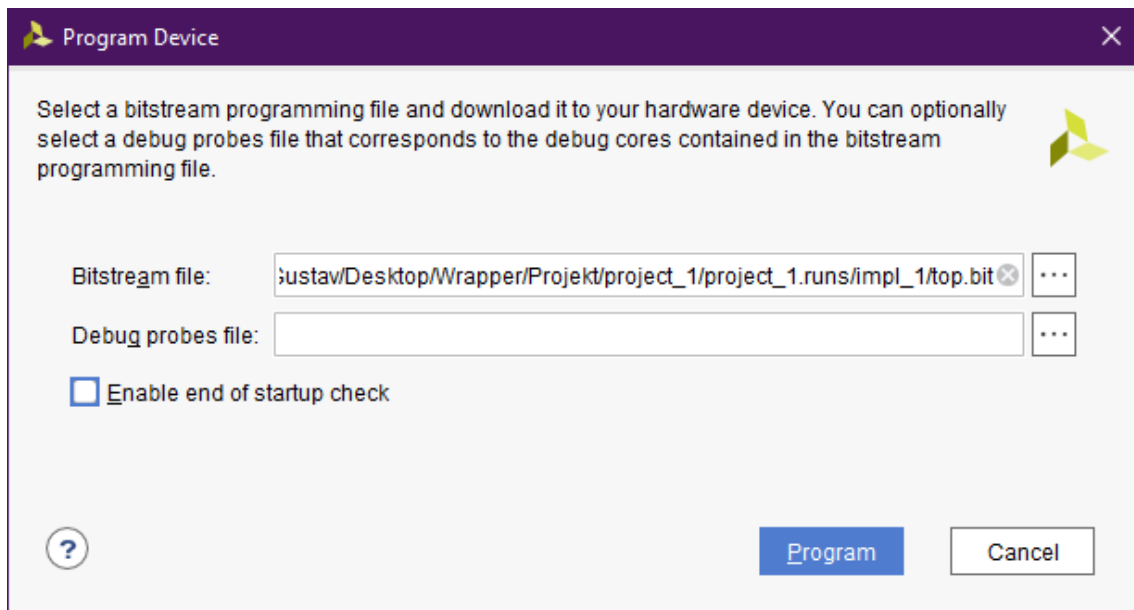 Program Device
Select a bitstream programming file and download it to your hardware device. You can optionally
select a debug probes file that corresponds to the debug cores contained in the bitstream
programming file.
Bitstream file: Gustav/Desktop/Wrapper/Projekt/project_1/project_1.runs/impl_1/top.bit ...
Debug probes file: ...
Enable end of startup check
? Program Cancel